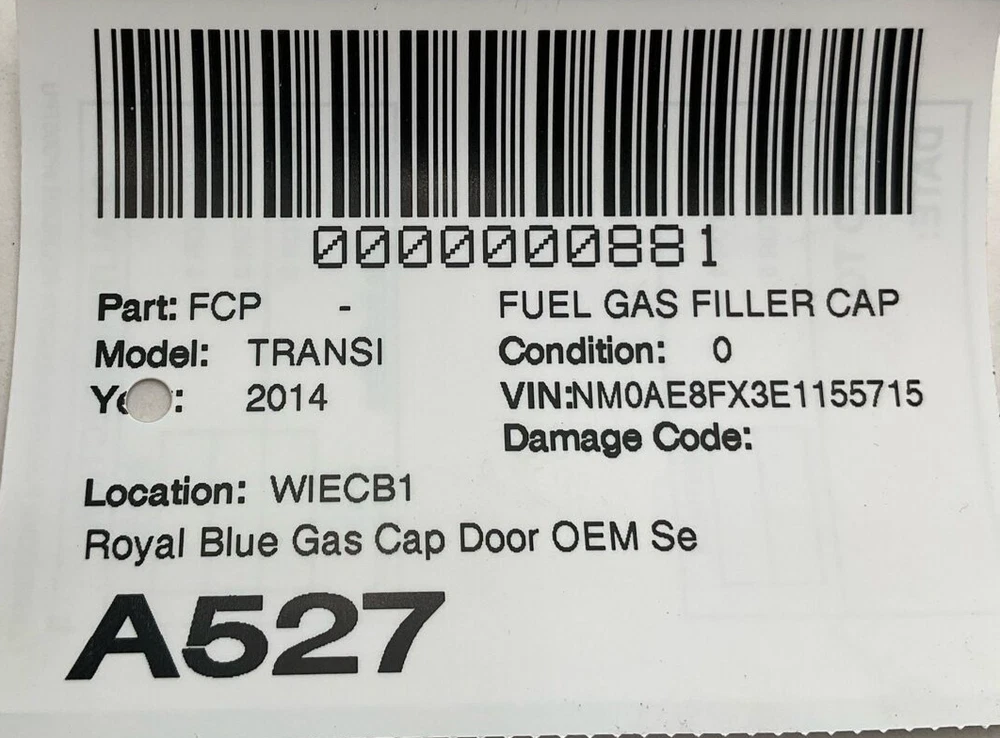 0000000881
Part: FCP - FUEL GAS FILLER CAP
Model: TRANSI Condition: 0
2014 VIN:NM0AE8FX3E1155715
Damage Code:
Location: WIECB1
Royal Blue Gas Cap Door OEM Se
A527